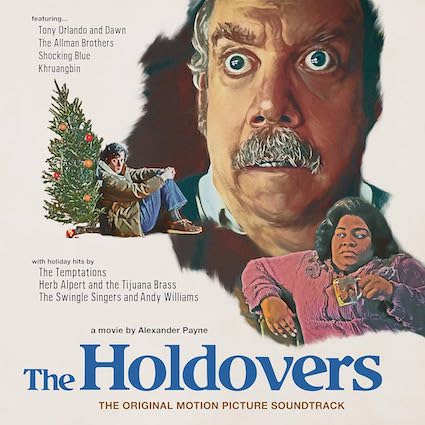 featuring...
Tony Orlando and Dawn
The Allman Brothers
Shocking Blue
Khruangbin
with holiday hits by
The Temptations
Herb Alpert and the Tijuana Brass
The Swingle Singers and Andy Williams
a movie by Alexander Payne
The Holdovers
THE ORIGINAL MOTION PICTURE SOUNDTRACK